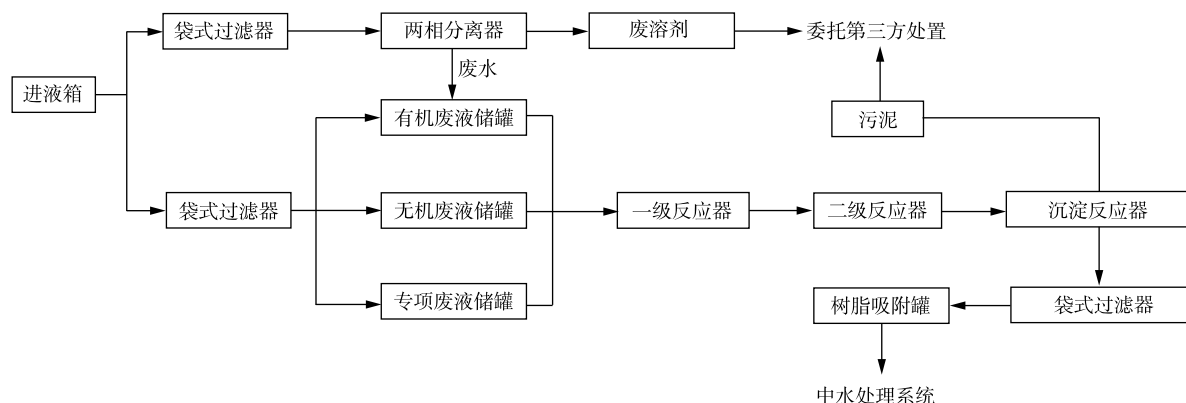 袋式过滤器
两相分离器
废溶剂
委托第三方处置
废水
进液箱
有机废液储罐
污泥
袋式过滤器
无机废液储罐
一级反应器
二级反应器
沉淀反应器
专项废液储罐
树脂吸附罐
袋式过滤器
中水处理系统